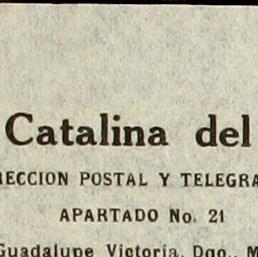 Catalina del
RECCION POSTAL Y TELEGRA
APARTADO No. 21
Guadalupe Victoria, Dgo., M